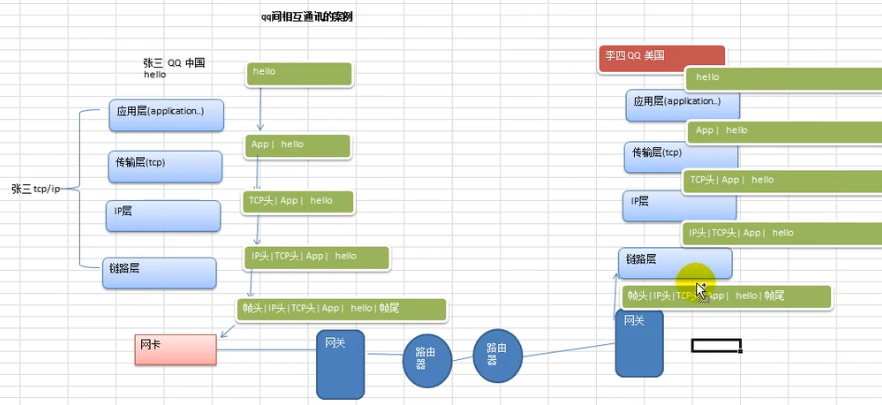 qq间相互通讯的案例
张三 QQ 中国
hello
hello
应用层(application..)
App | hello
传输层(tcp)
张三 tcp/ip
TCP头 | App | hello
IP层
IP头 | TCP头 | App | hello
链路层
帧头 | IP头 | TCP头 | App | hello | 帧尾
网卡
网关
路由
器
路由
器
李四 QQ 美国
hello
应用层(application..)
App | hello
传输层(tcp)
TCP头 | App | hello
IP层
IP头 | TCP头 | App | hello
链路层
帧头 | IP头 | TCP头 | App | hello | 帧尾
网关